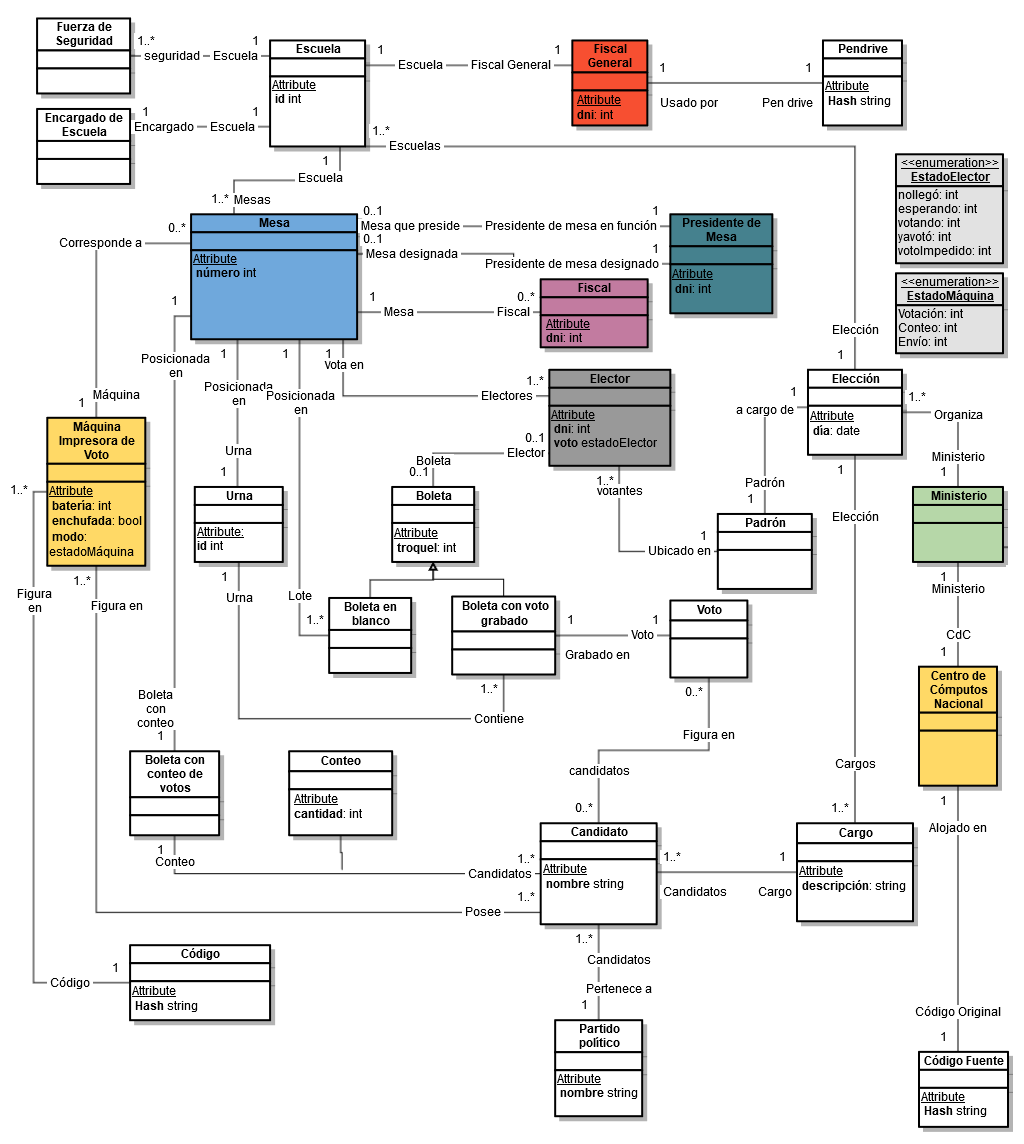 Fuerza de
Seguridad
1..*
seguridad
Escuela
1
Escuela
Attribute
id int
1
Escuela
Fiscal General
1
Fiscal
General
Attribute
dni: int
1
Usado por
1
Pen drive
Pendrive
Attribute
Hash string
Encargado de
Escuela
1
Encargado
Escuela
1
1..*
Escuelas
1
Escuela
1..*
Mesas
<<enumeration>>
EstadoElector
nollegó: int
esperando: int
votando: int
yavotó: int
votoImpedido: int
0..*
Corresponde a
Mesa
Attribute
número int
0..1
Mesa que preside
Presidente de mesa en función
1
0..1
Mesa designada
Presidente de mesa designado
1
Presidente de
Mesa
Atribute
dni: int
<<enumeration>>
EstadoMáquina
Votación: int
Conteo: int
Envío: int
1
Mesa
0..*
Fiscal
Fiscal
Attribute
dni: int
1
Posicionada
en
1
Posicionada
en
1
Posicionada
en
1
Vota en
1..*
Electores
Elector
Attribute
dni: int
voto estadoElector
Elección
1
Elección
Attribute
día: date
1
a cargo de
1..*
Organiza
Máquina
1
Máquina
Impresora de
Voto
Attribute
batería: int
enchufada: bool
modo:
estadoMáquina
1..*
Figura
en
1..*
Figura en
Urna
1
Urna
Attribute:
id int
1
Urna
0..1
Elector
Boleta
0..1
Boleta
Attribute
troquel: int
1..*
votantes
1
Ubicado en
Padrón
1
Padrón
1
Elección
Ministerio
1
Ministerio
1
Ministerio
CdC
1
Lote
1..*
Boleta en
blanco
Boleta con voto
grabado
1
Grabado en
1
Voto
Voto
0..*
Figura en
candidatos
0..*
1..*
Contiene
Centro de
Cómputos
Nacional
1
Alojado en
Boleta
con
conteo
1
Boleta con
conteo de
votos
1
Conteo
Conteo
Attribute
cantidad: int
1..*
Candidatos
1..*
Posee
Candidato
Attribute
nombre string
1..*
Candidatos
1
Cargo
Cargos
1..*
Cargo
Attribute
descripción: string
1
Código
Código
Attribute
Hash string
1..*
Candidatos
Pertenece a
1
Partido
político
Attribute
nombre string
Código Original
1
Código Fuente
Attribute
Hash string